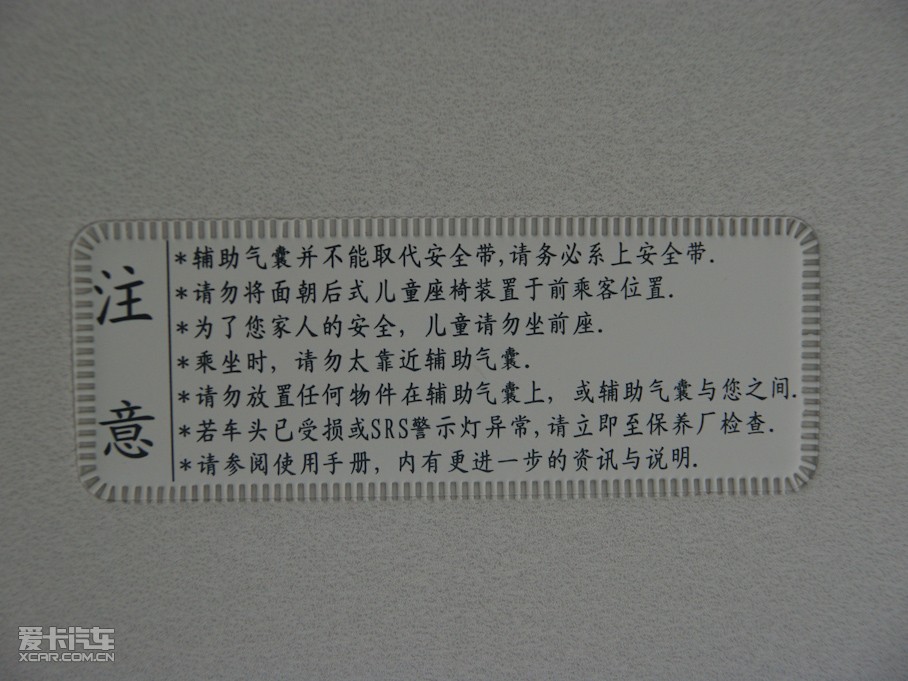 注意
*辅助气囊并不能取代安全带,请务必系上安全带.
*请勿将面朝后式儿童座椅装置于前乘客位置.
*为了您家人的安全，儿童请勿坐前座.
*乘坐时，请勿太靠近辅助气囊.
*请勿放置任何物件在辅助气囊上，或辅助气囊与您之间.
*若车头已受损或SRS警示灯异常,请立即至保养厂检查.
*请参阅使用手册，内有更进一步的资讯与说明.
爱卡汽车
XCAR.COM.CN